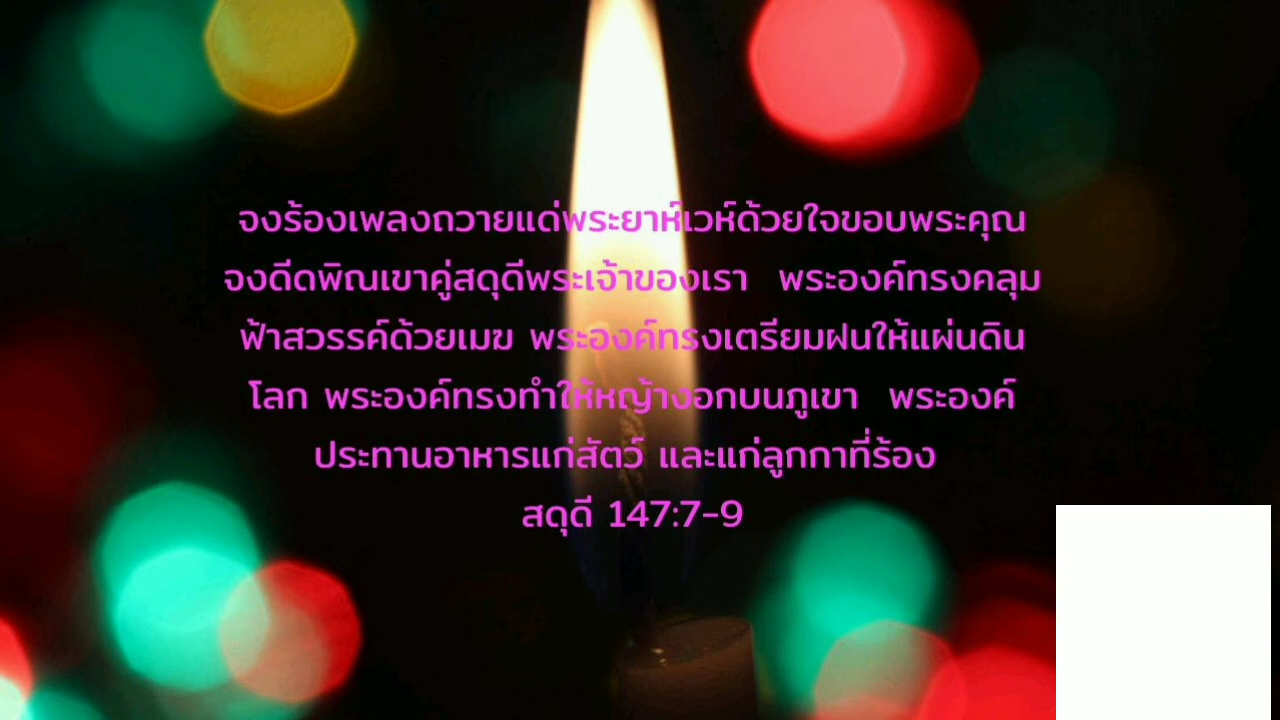 จงร้องเพลงถวายแด่พระยาห์เวห์ด้วยใจขอบพระคุณ
จงดีดพิณเขาคู่สดุดีพระเจ้าของเรา  พระองค์ทรงคลุม
ฟ้าสวรรค์ด้วยเมฆ พระองค์ทรงเตรียมฝนให้แผ่นดิน
โลก พระองค์ทรงทำให้หญ้างอกบนภูเขา  พระองค์
ประทานอาหารแก่สัตว์ และแก่ลูกกาที่ร้อง
สดุดี 147:7-9